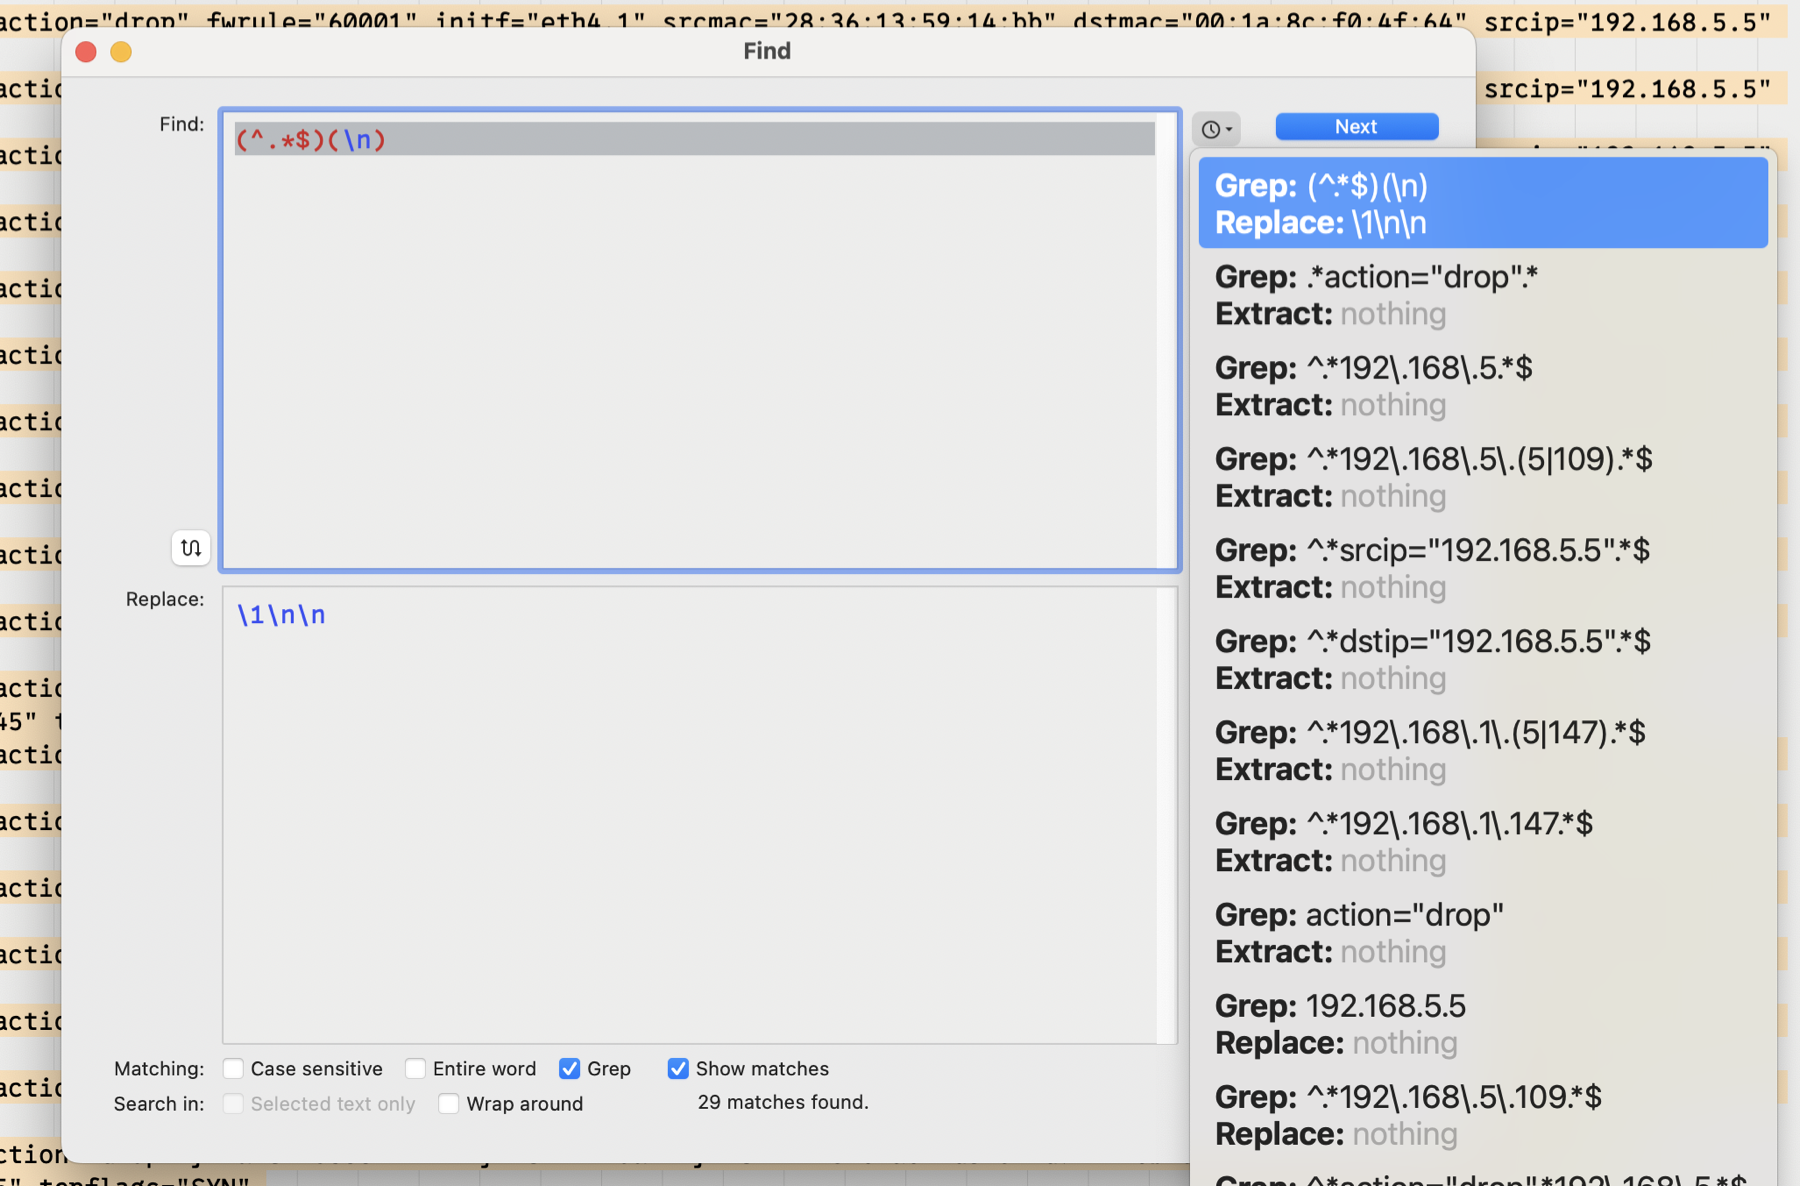 action="drop" fwrule="60001" initf="eth4.1" srcmac="28:36:13:59:14:bb" dstmac="00:1a:8c:f0:4f:64" srcip="192.168.5.5"
Find
srcip="192.168.5.5"
Find:
(^.*$)(\n)
Next
Grep: (^.*$)(\n)
Replace: \1\n\n
Grep: .*action="drop".*
Extract: nothing
Grep: ^.*192\.168\.5.*$
Extract: nothing
Grep: ^.*192\.168\.5\.(5|109).*$
Extract: nothing
Grep: ^.*srcip="192.168.5.5".*$
Extract: nothing
Grep: ^.*dstip="192.168.5.5".*$
Extract: nothing
Grep: ^.*192\.168\.1\.(5|147).*$
Extract: nothing
Grep: ^.*192\.168\.1\.147.*$
Extract: nothing
Grep: action="drop"
Extract: nothing
Grep: 192.168.5.5
Replace: nothing
Grep: ^.*192\.168\.5\.109.*$
Replace: nothing
Replace:
\1\n\n
45" t
Matching: Case sensitive Entire word Grep Show matches
Search in: Selected text only Wrap around 29 matches found.
tcpflags="SYN"